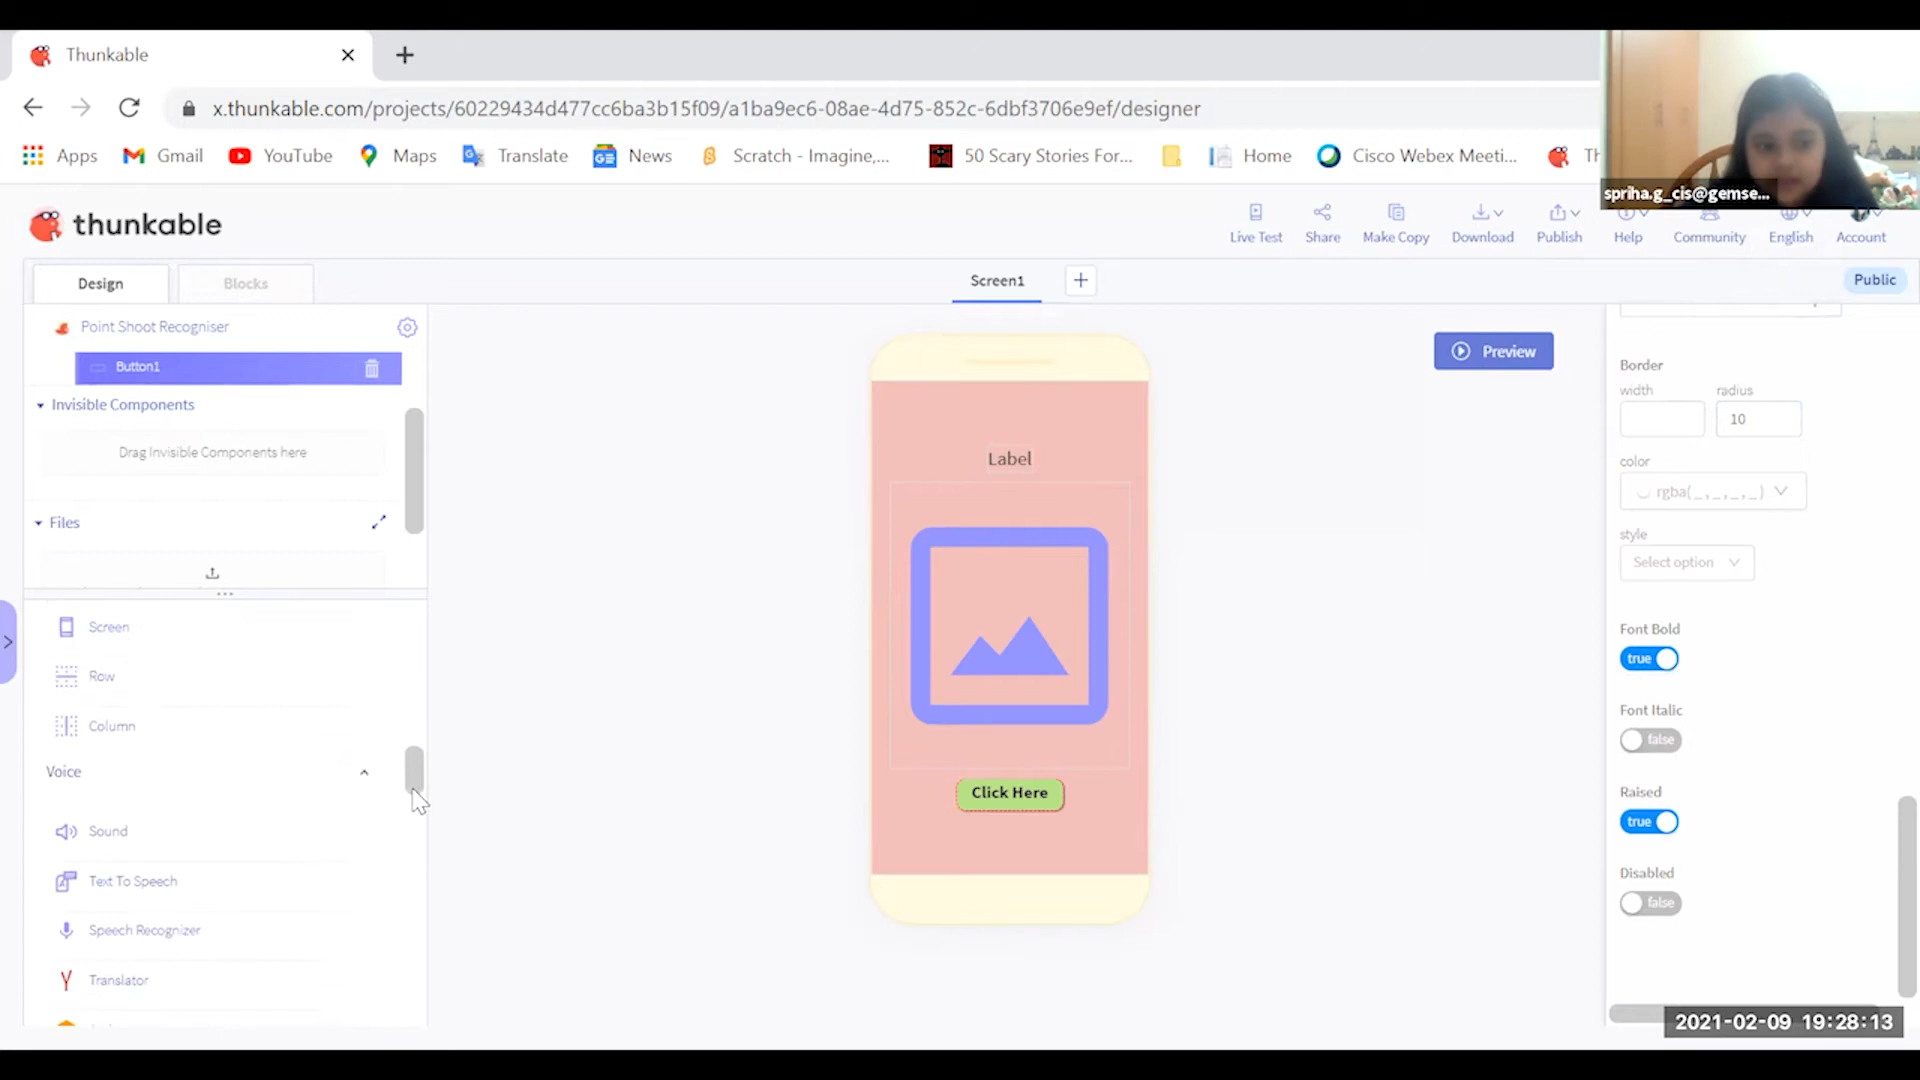 Thunkable
x.thunkable.com/projects/60229434d477cc6ba3b15f09/a1ba9ec6-08ae-4d75-852c-6dbf3706e9ef/designer
Apps Gmail YouTube Maps Translate News Scratch - Imagine,... 50 Scary Stories For... Home Cisco Webex Meeti...
spriha.g_cis@gemse...
thunkable
Live Test Share Make Copy Download Publish Help Community English Account
Design Blocks Screen1 Public
Point Shoot Recogniser
Preview
Button1
Invisible Components
Drag Invisible Components here
Files
Screen
Row
Column
Voice
Sound
Text To Speech
Speech Recognizer
Translator
Label
Click Here
Border
width radius
10
color
rgba(_,_,_,_)
style
Select option
Font Bold
true
Font Italic
false
Raised
true
Disabled
false
2021-02-09 19:28:13